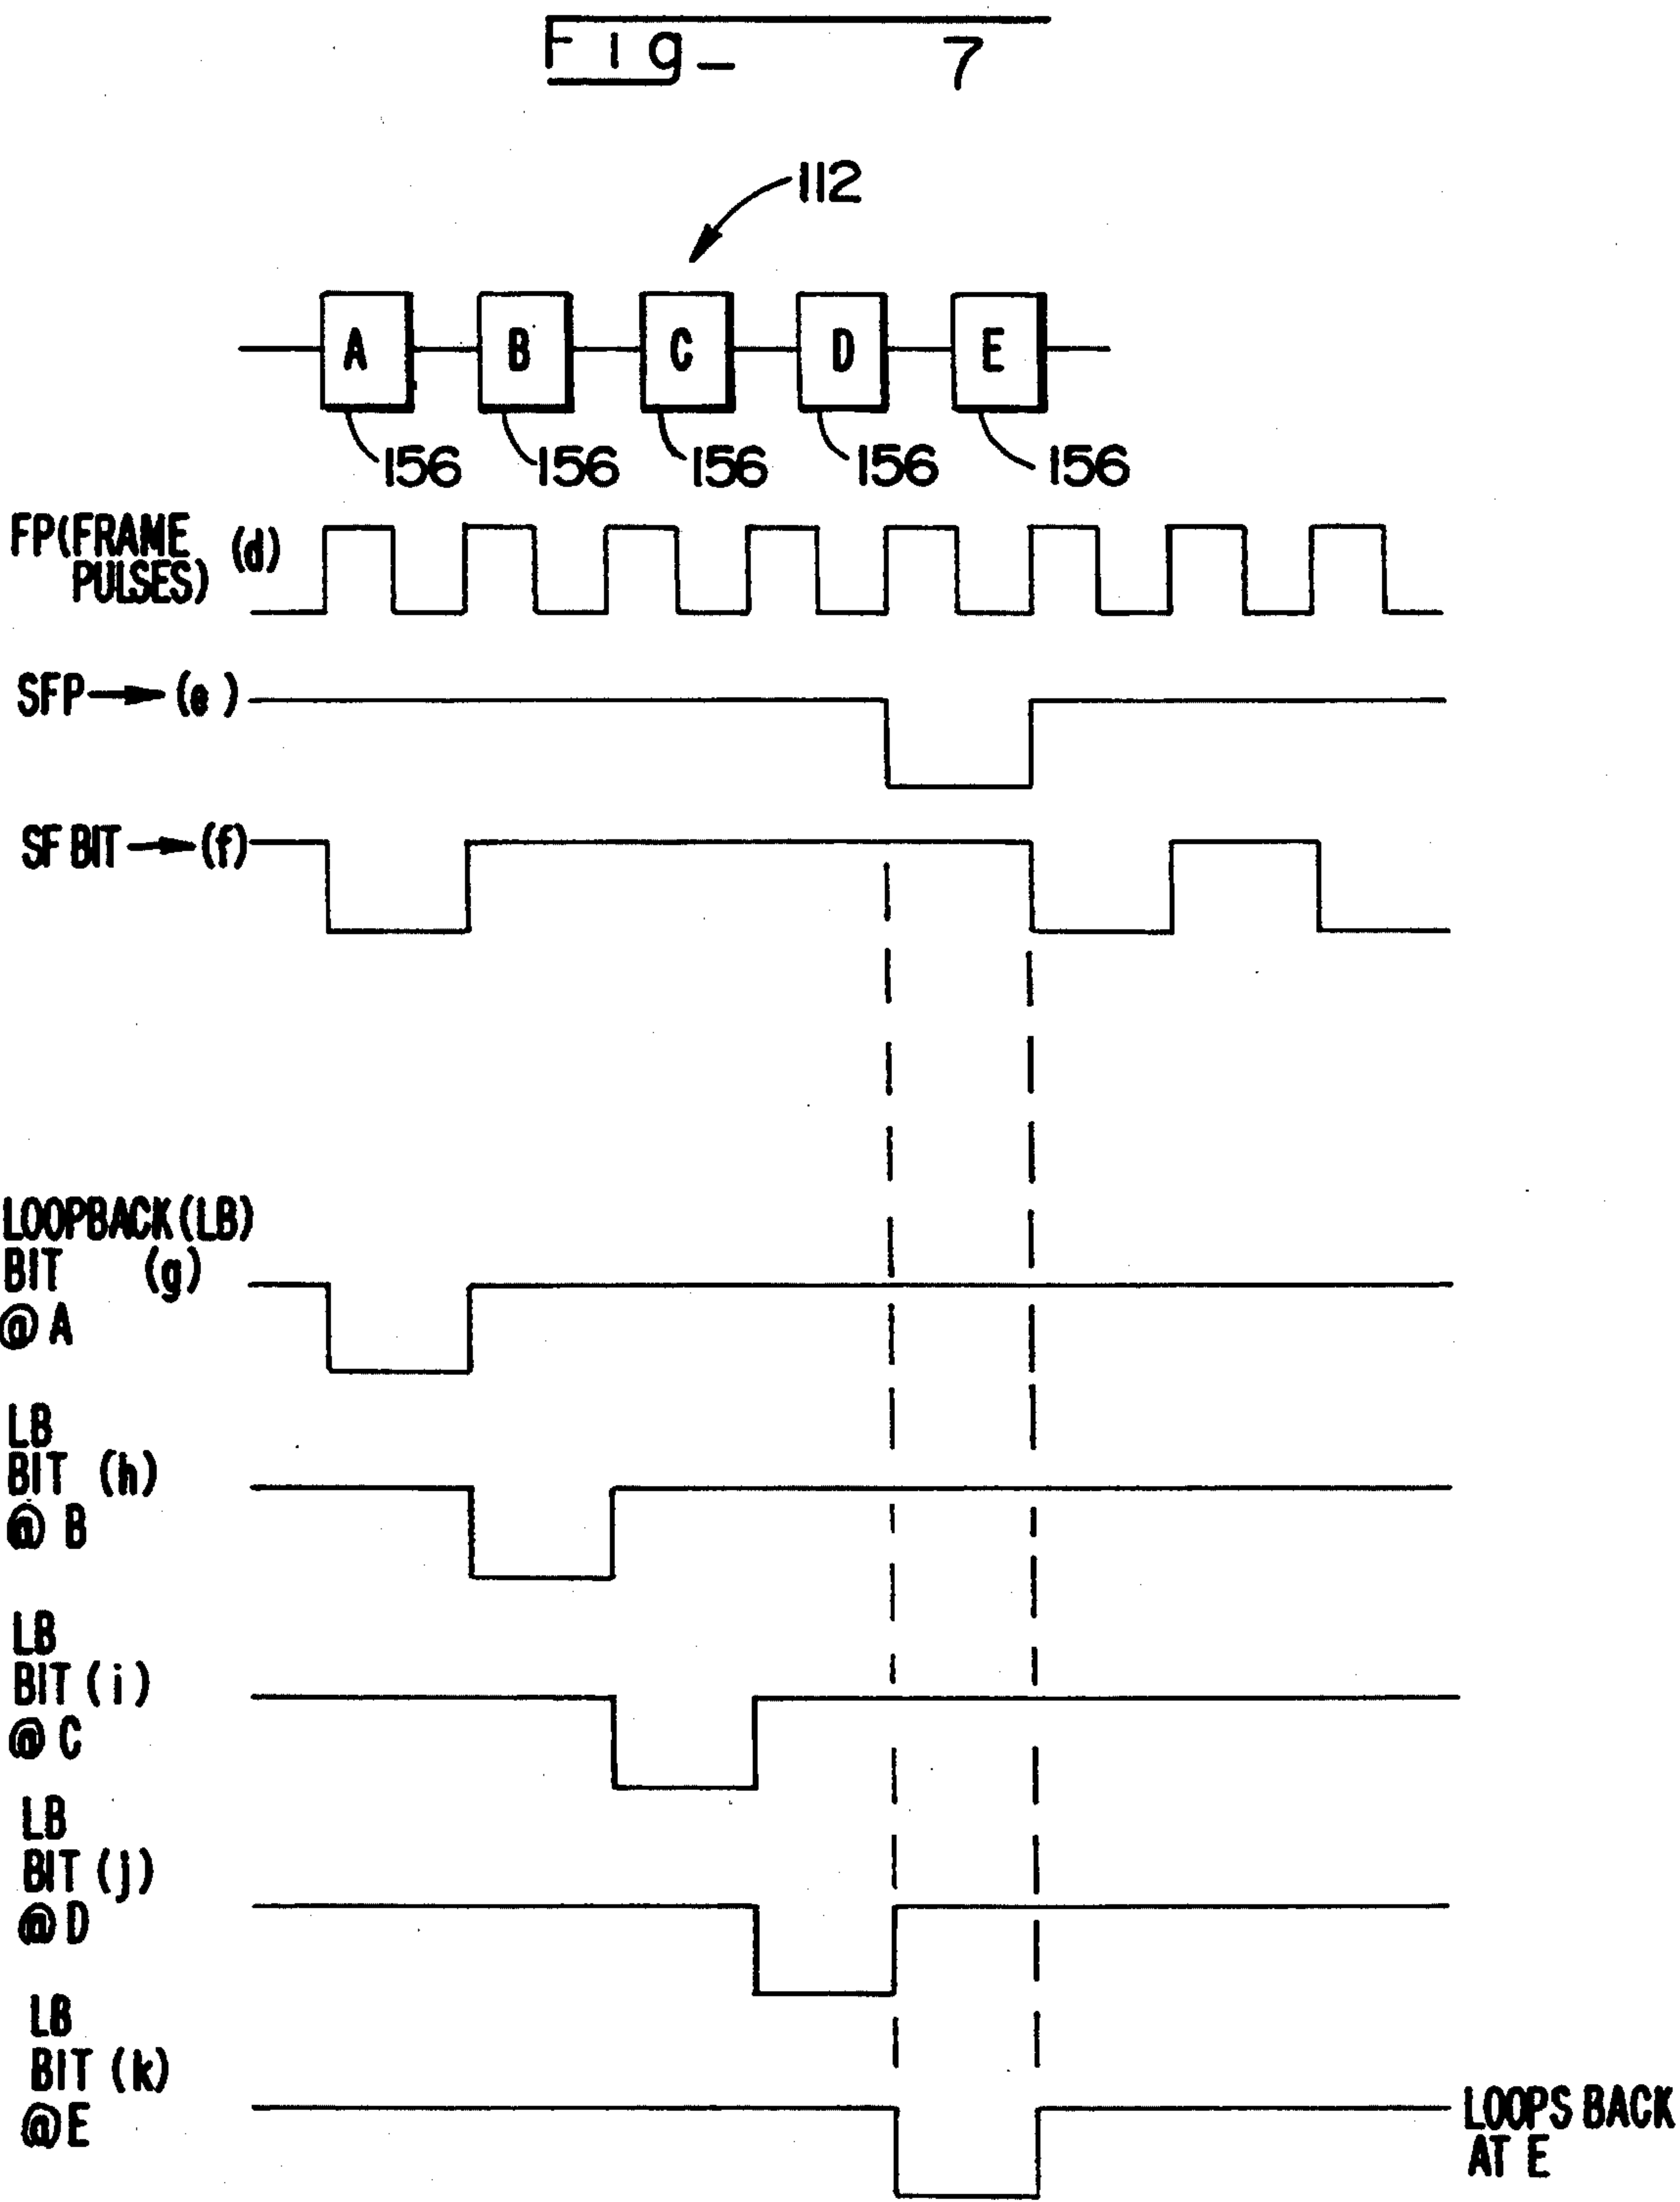 Fig_ 7
112
A B C D E
156 156 156 156 156
FP(FRAME
PULSES) (d)
SFP→(e)
SF BIT→(f)
LOOPBACK(LB)
BIT (g)
@A
LB
BIT (h)
@B
LB
BIT (i)
@C
LB
BIT (j)
@D
LB
BIT (k)
@E
LOOPS BACK
AT E